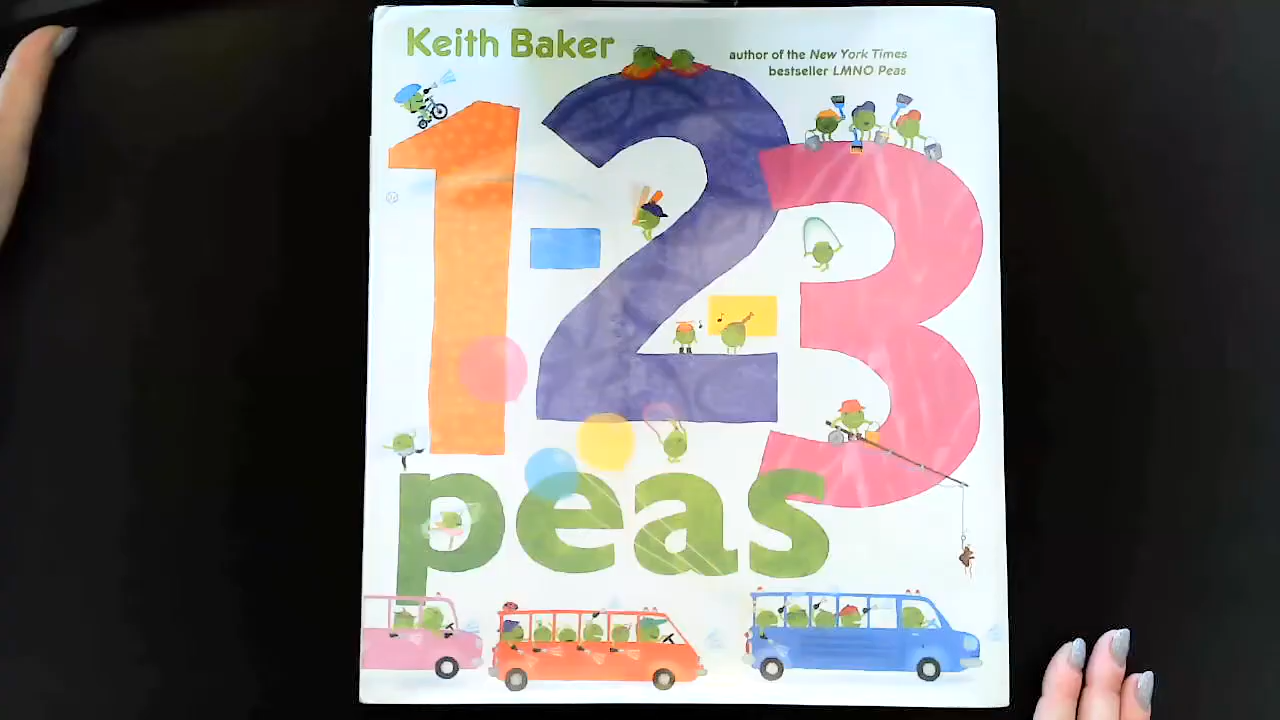 Keith Baker
author of the New York Times
bestseller LMNO Peas
1-2-3
peas